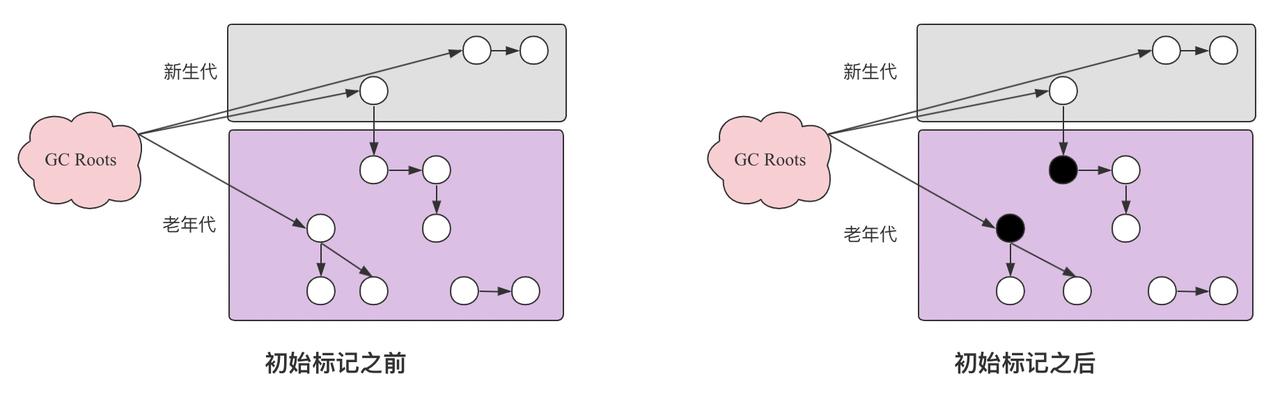 新生代
GC Roots
老年代
初始标记之前
新生代
GC Roots
老年代
初始标记之后